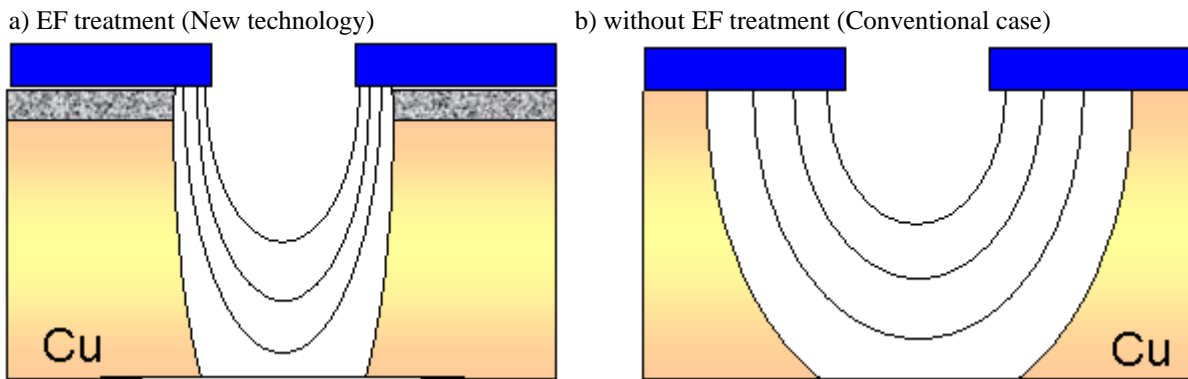 a) EF treatment (New technology)
b) without EF treatment (Conventional case)
Cu
Cu